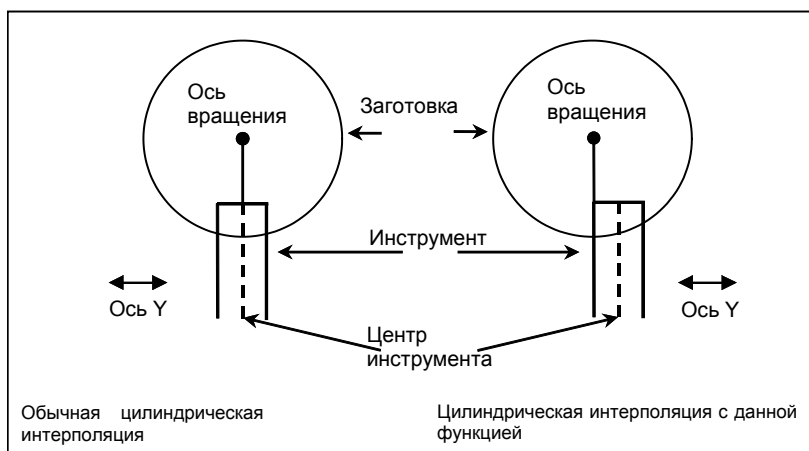 Ось
вращения
Заготовка
Ось
вращения
Инструмент
Ось Y
Ось Y
Центр
инструмента
Обычная цилиндрическая
интерполяция
Цилиндрическая интерполяция с данной
функцией